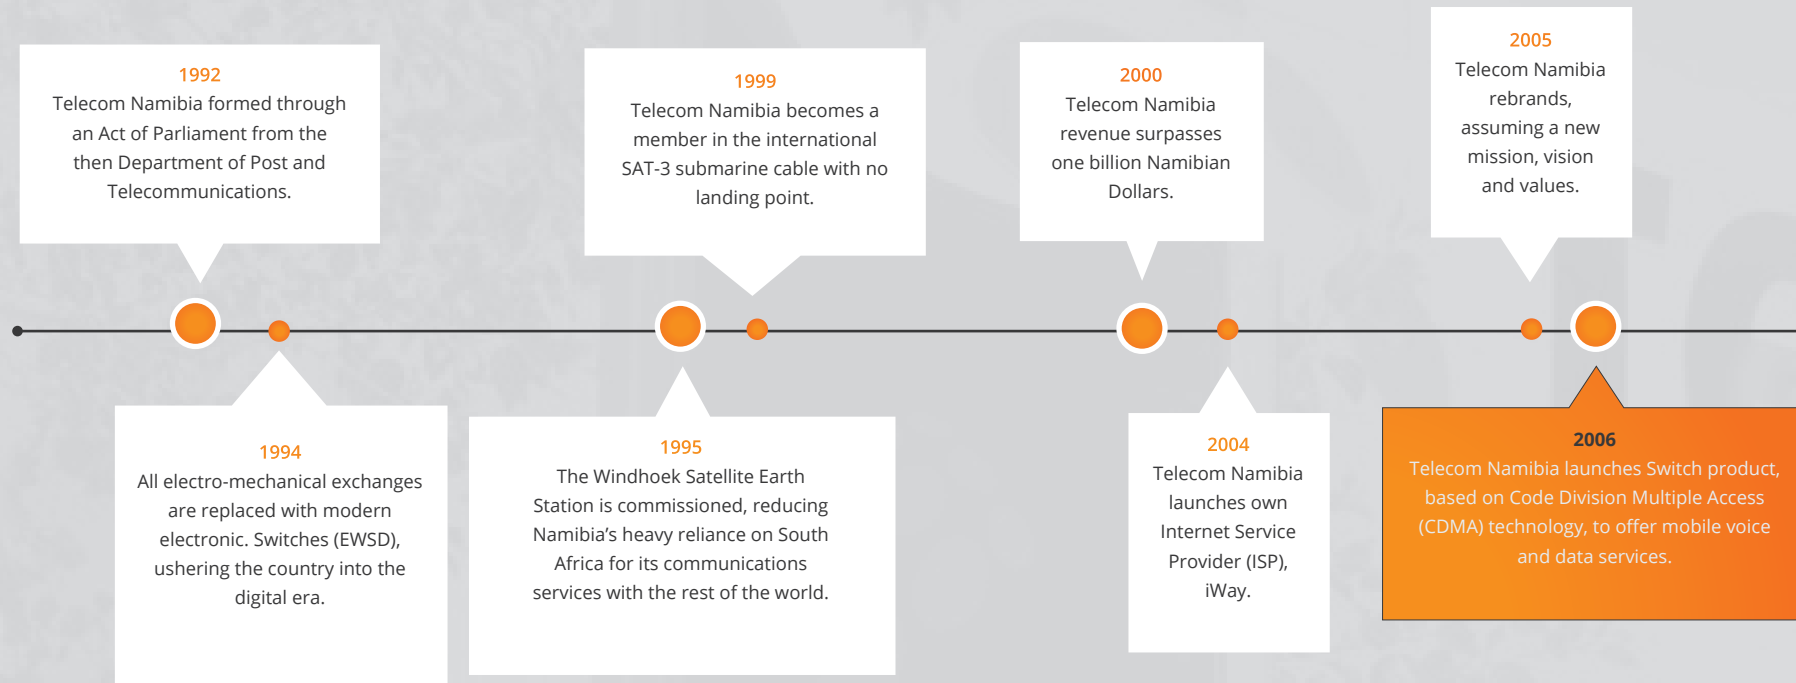 1992
Telecom Namibia formed through
an Act of Parliament from the
then Department of Post and
Telecommunications.
1994
All electro-mechanical exchanges
are replaced with modern
electronic. Switches (EWSD),
ushering the country into the
digital era.
1995
The Windhoek Satellite Earth
Station is commissioned, reducing
Namibia’s heavy reliance on South
Africa for its communications
services with the rest of the world.
1999
Telecom Namibia becomes a
member in the international
SAT-3 submarine cable with no
landing point.
2000
Telecom Namibia
revenue surpasses
one billion Namibian
Dollars.
2004
Telecom Namibia
launches own
Internet Service
Provider (ISP),
iWay.
2005
Telecom Namibia
rebrands,
assuming a new
mission, vision
and values.
2006
Telecom Namibia launches Switch product,
based on Code Division Multiple Access
(CDMA) technology, to offer mobile voice
and data services.